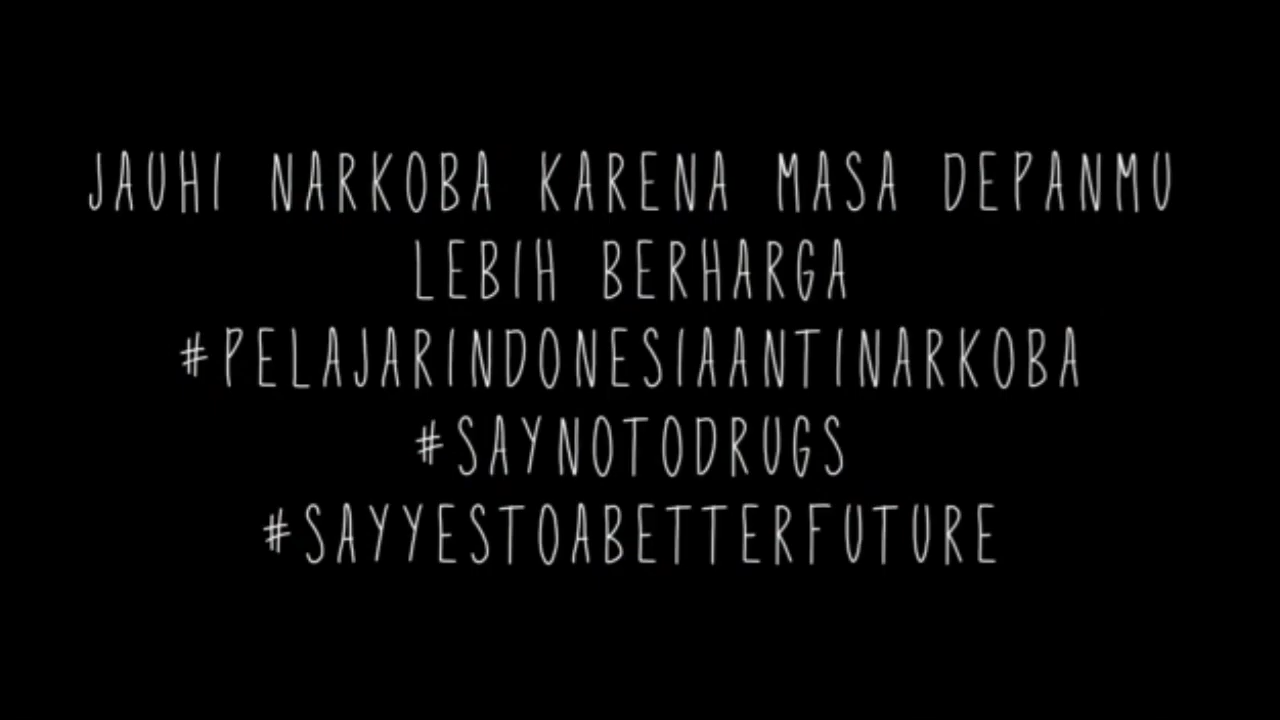 JAUHI NARKOBA KARENA MASA DEPANMU
LEBIH BERHARGA
#PELAJARINDONESIAANTINARKOBA
#SAYNOTODRUGS
#SAYYESTOABETTERFUTURE